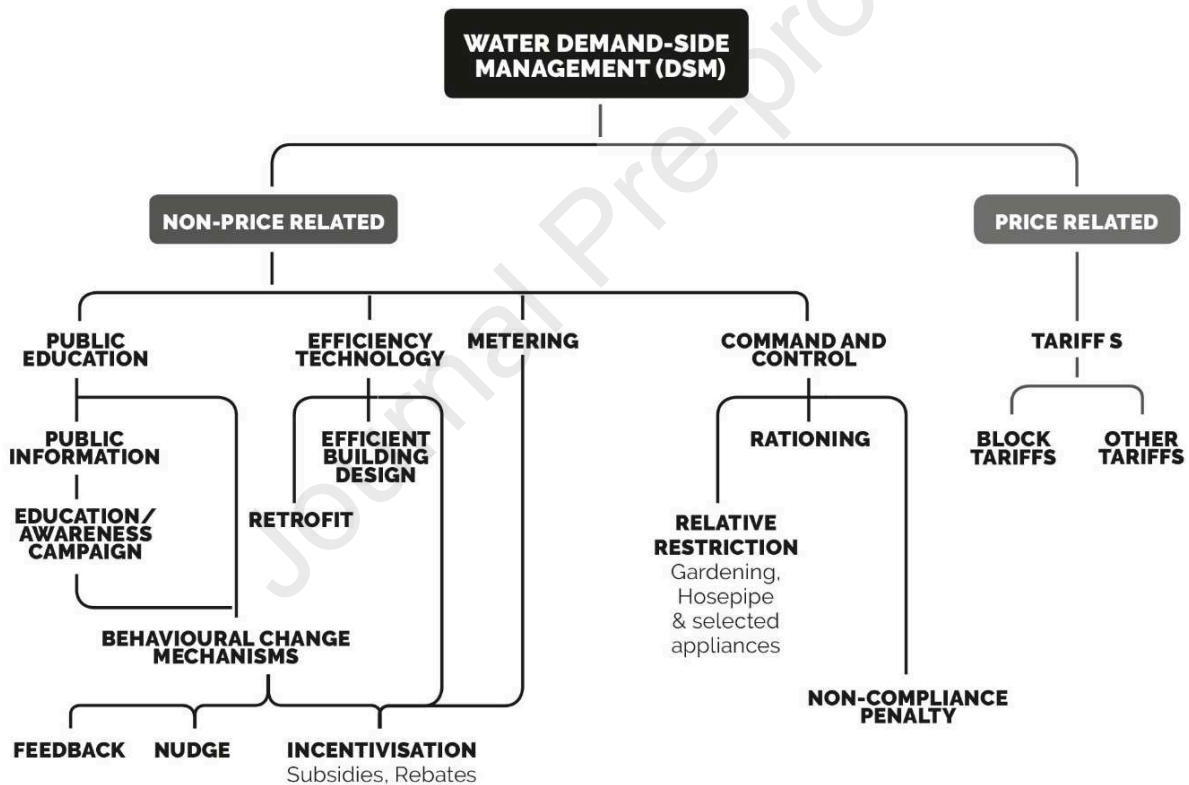 WATER DEMAND-SIDE
MANAGEMENT (DSM)
NON-PRICE RELATED
PRICE RELATED
PUBLIC
EDUCATION
EFFICIENCY
TECHNOLOGY
METERING
COMMAND AND
CONTROL
TARIFF S
PUBLIC
INFORMATION
EFFICIENT
BUILDING
DESIGN
RATIONING
BLOCK
TARIFFS
OTHER
TARIFFS
EDUCATION/
AWARENESS
CAMPAIGN
RETROFIT
RELATIVE
RESTRICTION
Gardening,
Hosepipe
& selected
appliances
BEHAVIOURAL CHANGE
MECHANISMS
NON-COMPLIANCE
PENALTY
FEEDBACK
NUDGE
INCENTIVISATION
Subsidies, Rebates
Journal Pre-pro